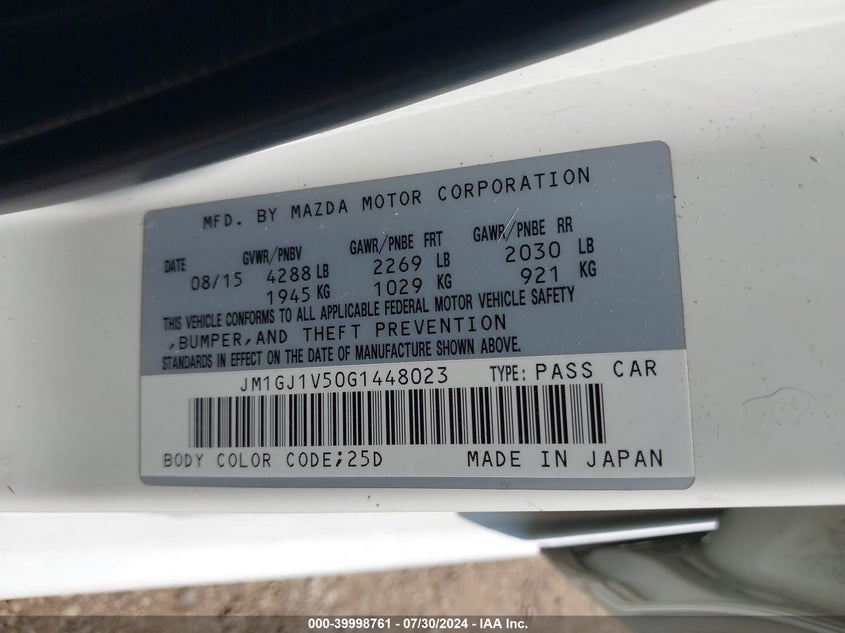 MFD. BY MAZDA MOTOR CORPORATION
DATE GVWR/PNBV GAWR/PNBE FRT GAWR/PNBE RR
08/15 4288 LB 2269 LB 2030 LB
1945 KG 1029 KG 921 KG
THIS VEHICLE CONFORMS TO ALL APPLICABLE FEDERAL MOTOR VEHICLE SAFETY
,BUMPER,AND THEFT PREVENTION
STANDARDS IN EFFECT ON THE DATE OF MANUFACTURE SHOWN ABOVE.
JM1GJ1V50G1448023 TYPE: PASS CAR
BODY COLOR CODE;25D MADE IN JAPAN
000-39998761 - 07/30/2024 - IAA Inc.